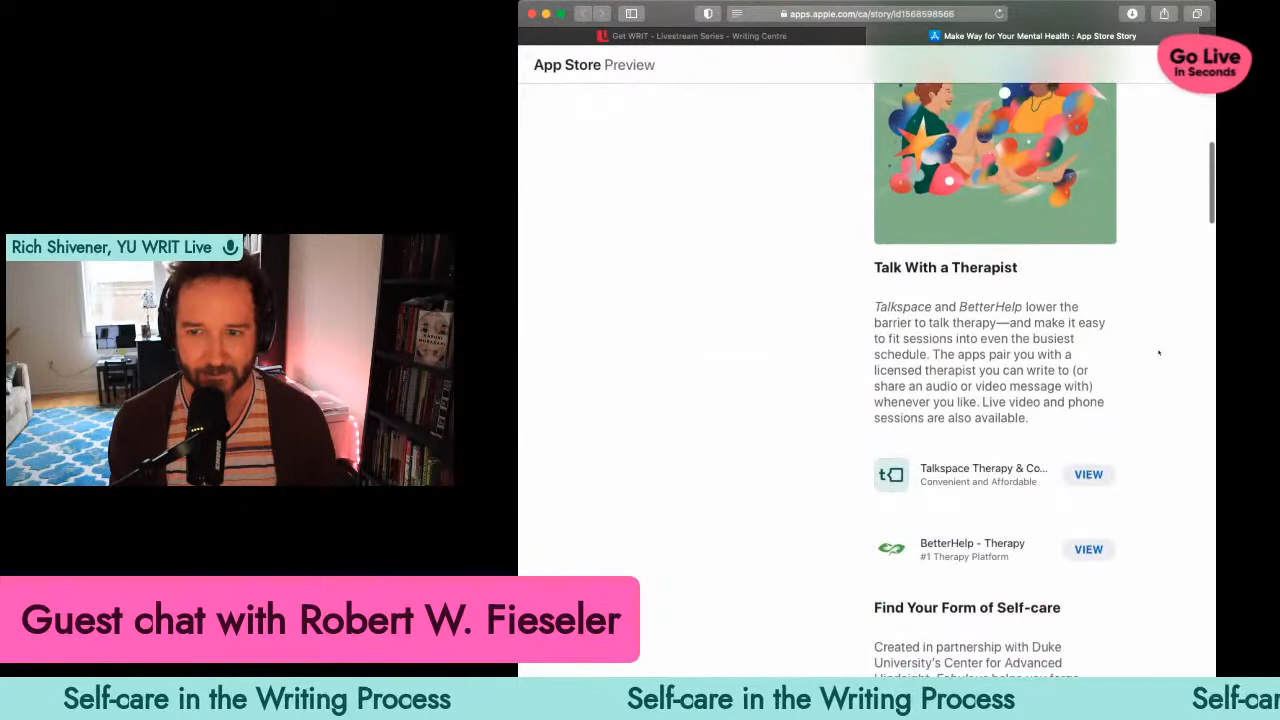 apps.apple.com/ca/story/id1568598566
Get WRIT - Livestream Series - Writing Centre
Make Way for Your Mental Health : App Store Story
Go Live
in Seconds
App Store Preview
Rich Shivener, YU WRIT Live
HARUKI
MURAKAMI
Talk With a Therapist
Talkspace and BetterHelp lower the
barrier to talk therapy—and make it easy
to fit sessions into even the busiest
schedule. The apps pair you with a
licensed therapist you can write to (or
share an audio or video message with)
whenever you like. Live video and phone
sessions are also available.
Talkspace Therapy & Co...
Convenient and Affordable
VIEW
BetterHelp - Therapy
#1 Therapy Platform
VIEW
Find Your Form of Self-care
Created in partnership with Duke
University's Center for Advanced
Guest chat with Robert W. Fieseler
Self-care in the Writing Process Self-care in the Writing Process Self-car